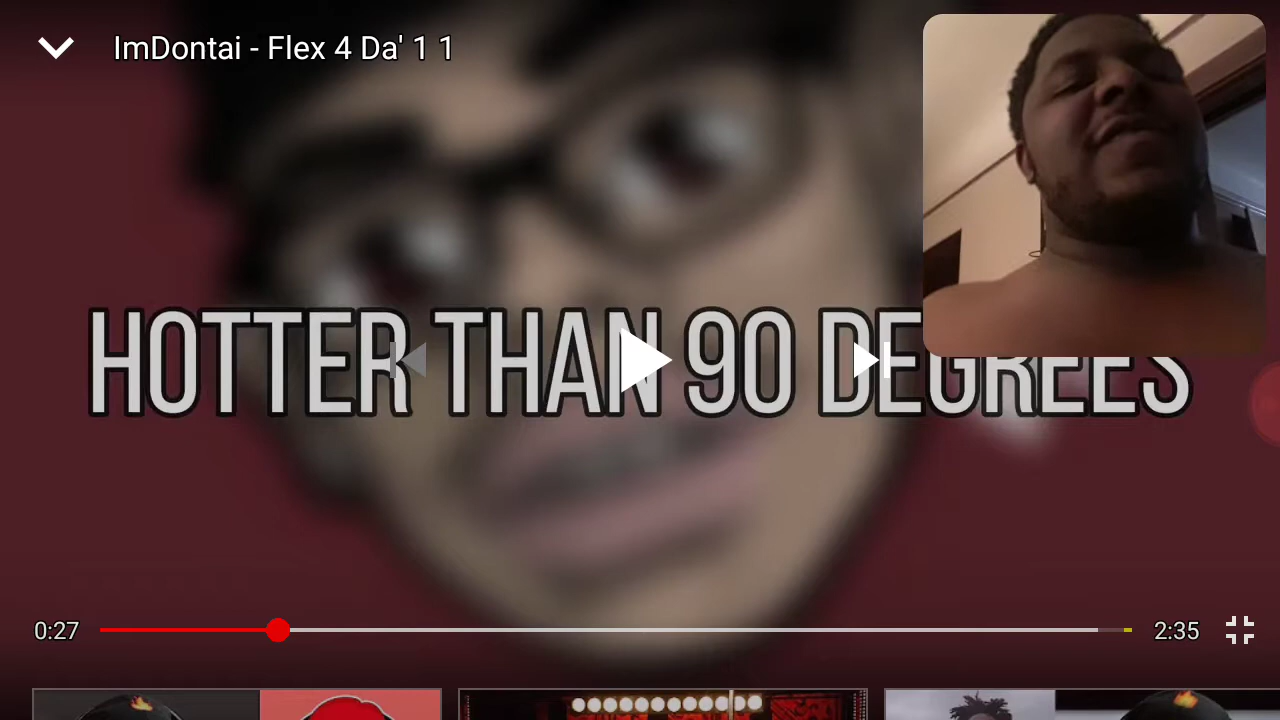 ImDontai - Flex 4 Da' 1 1
HOTTER THAN 90 DEGREES
0:27
2:35